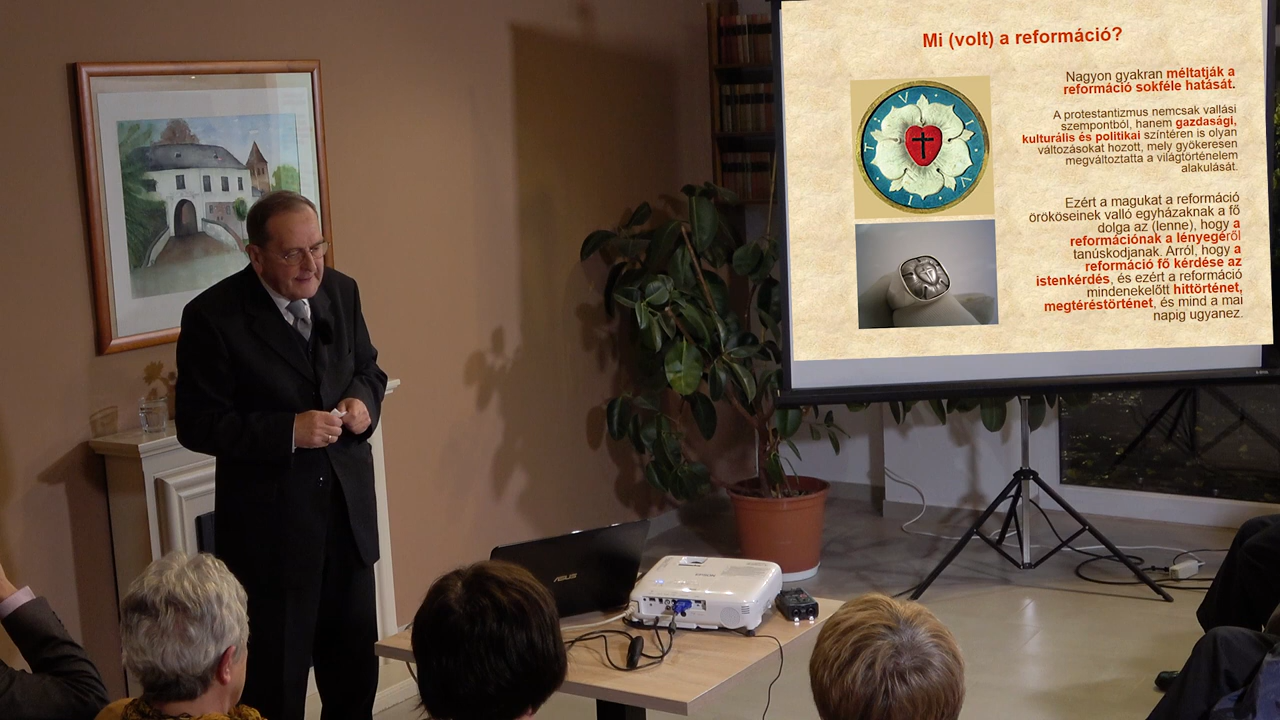 Mi (volt) a reformáció?
Nagyon gyakran méltatják a
reformáció sokféle hatását.
A protestantizmus nemcsak vallási
szempontból, hanem gazdasági,
kulturális és politikai színtéren is olyan
változásokat hozott, mely gyökeresen
megváltoztatta a világtörténelem
alakulását.
Ezért a magukat a reformáció
örököseinek valló egyházaknak a fő
dolga az (lenne), hogy a
reformációnak a lényegéről
tanúskodjanak. Arról, hogy a
reformáció fő kérdése az
istenkérdés, és ezért a reformáció
mindenekelőtt hittörténet,
megtéréstörténet, és mind a mai
napig ugyanez.
V I V I T
ASUS